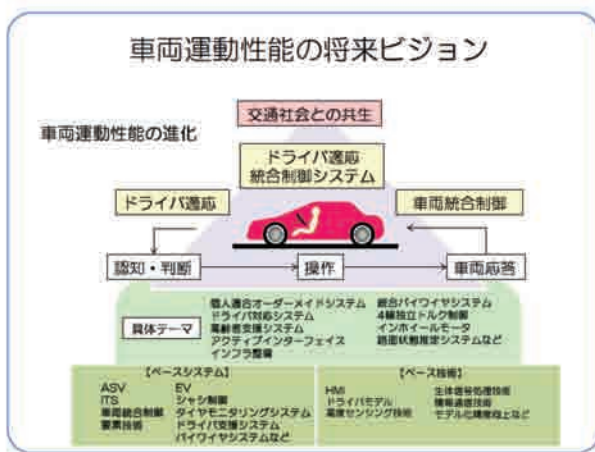 車両運動性能の将来ビジョン
交通社会との共生
車両運動性能の進化
ドライバ適応
統合制御システム
ドライバ適応
車両統合制御
認知・判断
操作
車両応答
具体テーマ
個人適合オーダーメイドシステム
ドライバ対応システム
高齢者支援システム
アクティブインターフェイス
インフラ整備
統合バイワイヤシステム
4輪独立トルク制御
インホイールモータ
路面状態推定システムなど
【ベースシステム】
ASV
ITS
車両統合制御
要素技術
EV
シャシ制御
タイヤモニタリングシステム
ドライバ支援システム
バイワイヤシステムなど
【ベース技術】
HMI
ドライバモデル
高度センシング技術
生体信号処理技術
情報通信技術
モデル化精度向上など